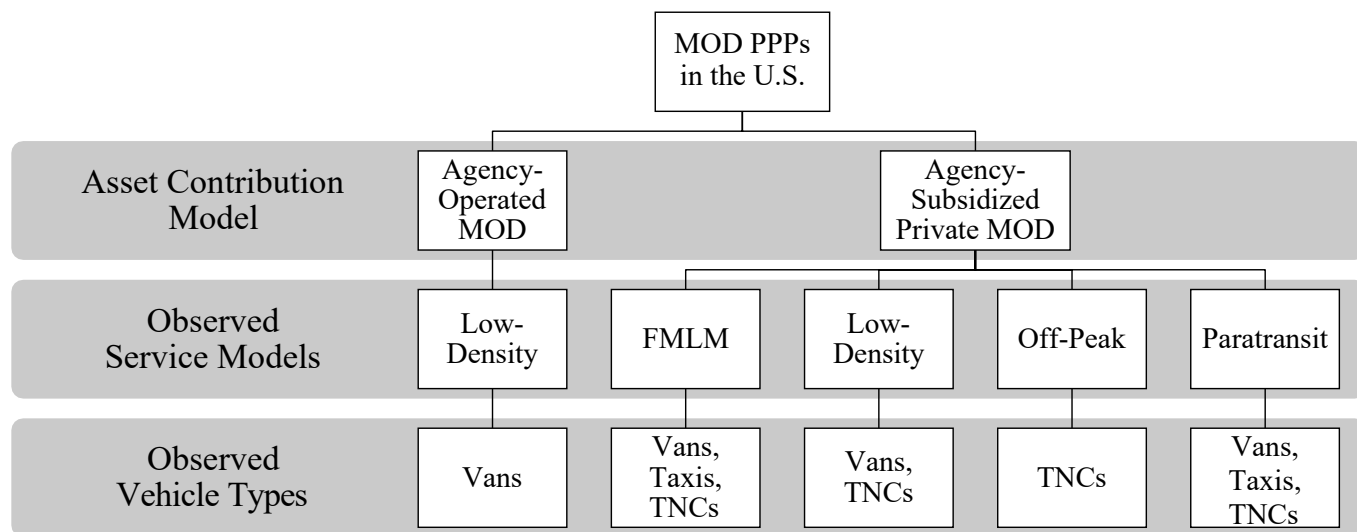 MOD PPPs
in the U.S.
Asset Contribution
Model
Agency-
Operated
MOD
Agency-
Subsidized
Private MOD
Observed
Service Models
Low-
Density
FMLM
Low-
Density
Off-Peak
Paratransit
Observed
Vehicle Types
Vans
Vans,
Taxis,
TNCs
Vans,
TNCs
TNCs
Vans,
Taxis,
TNCs